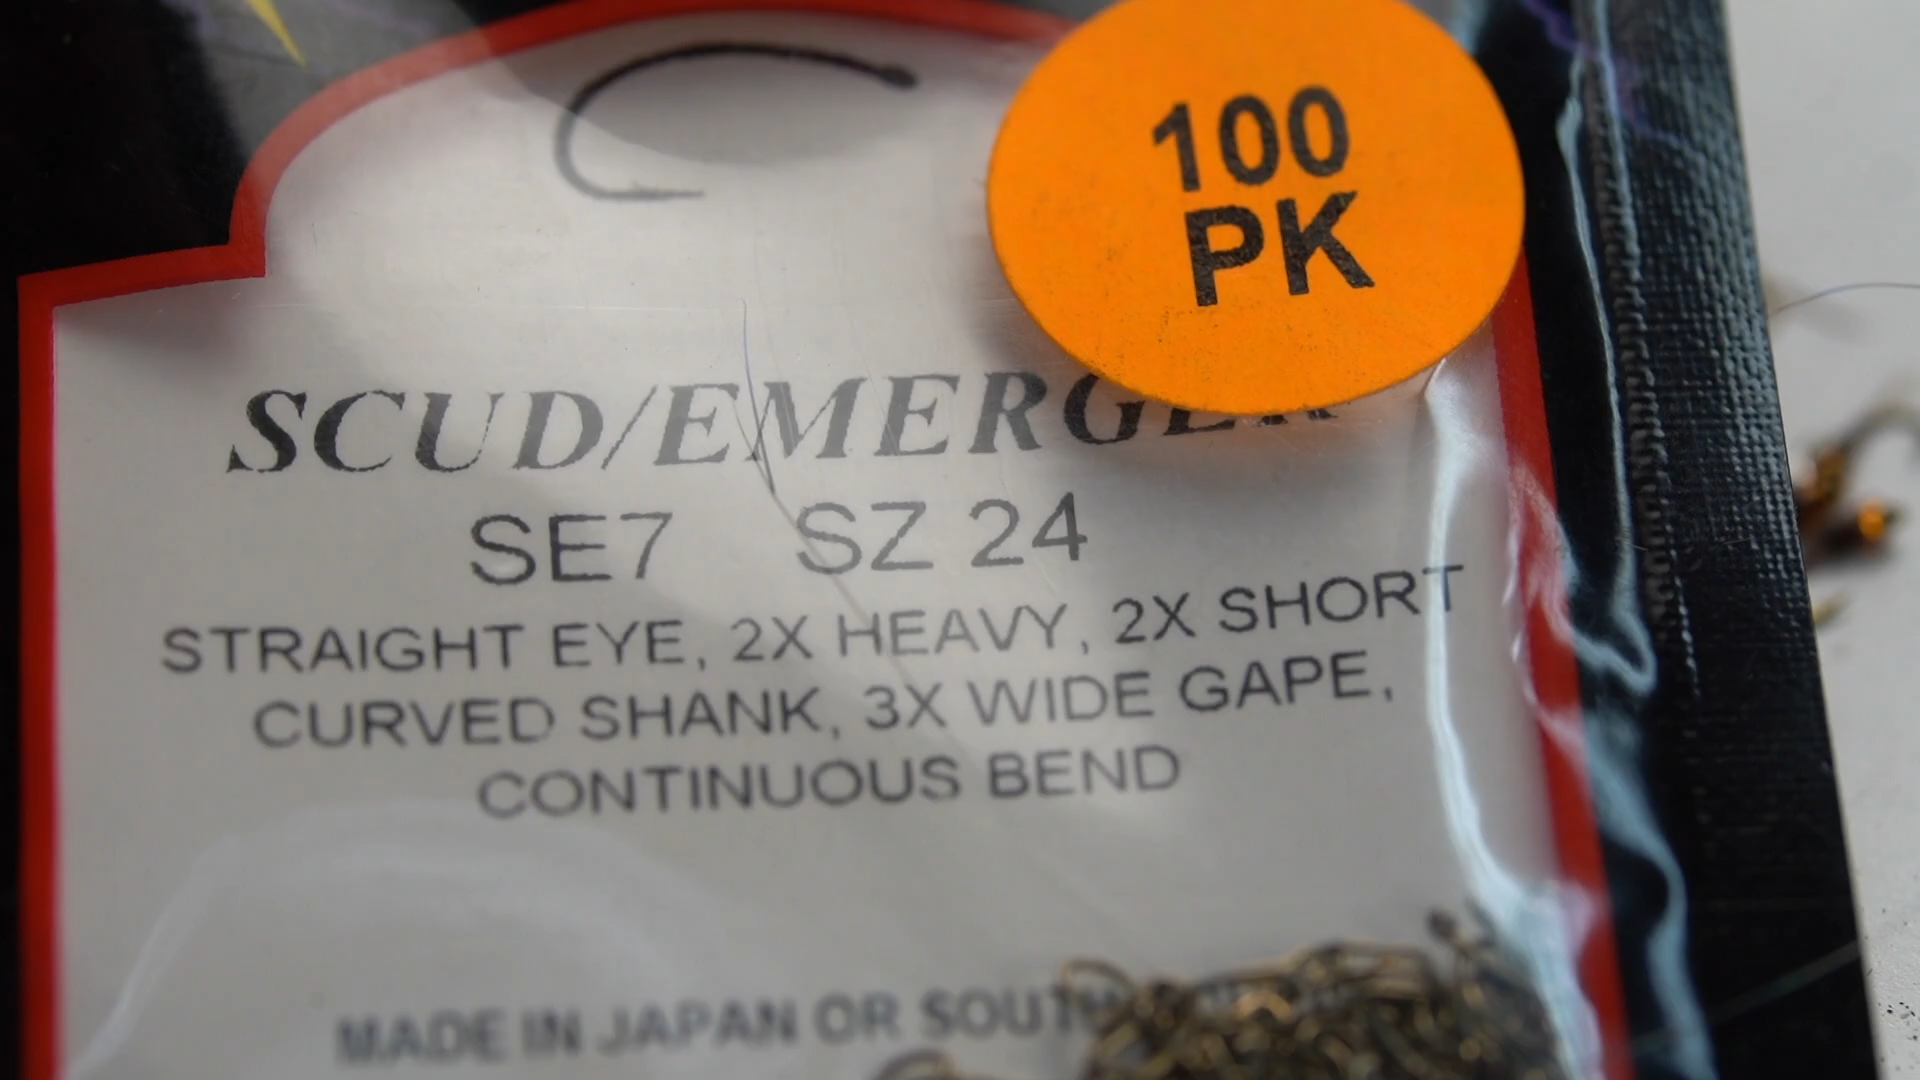 100
PK
SCUD/EMERGER
SE7 SZ 24
STRAIGHT EYE, 2X HEAVY, 2X SHORT
CURVED SHANK, 3X WIDE GAPE,
CONTINUOUS BEND
MADE IN JAPAN OR SOUTH